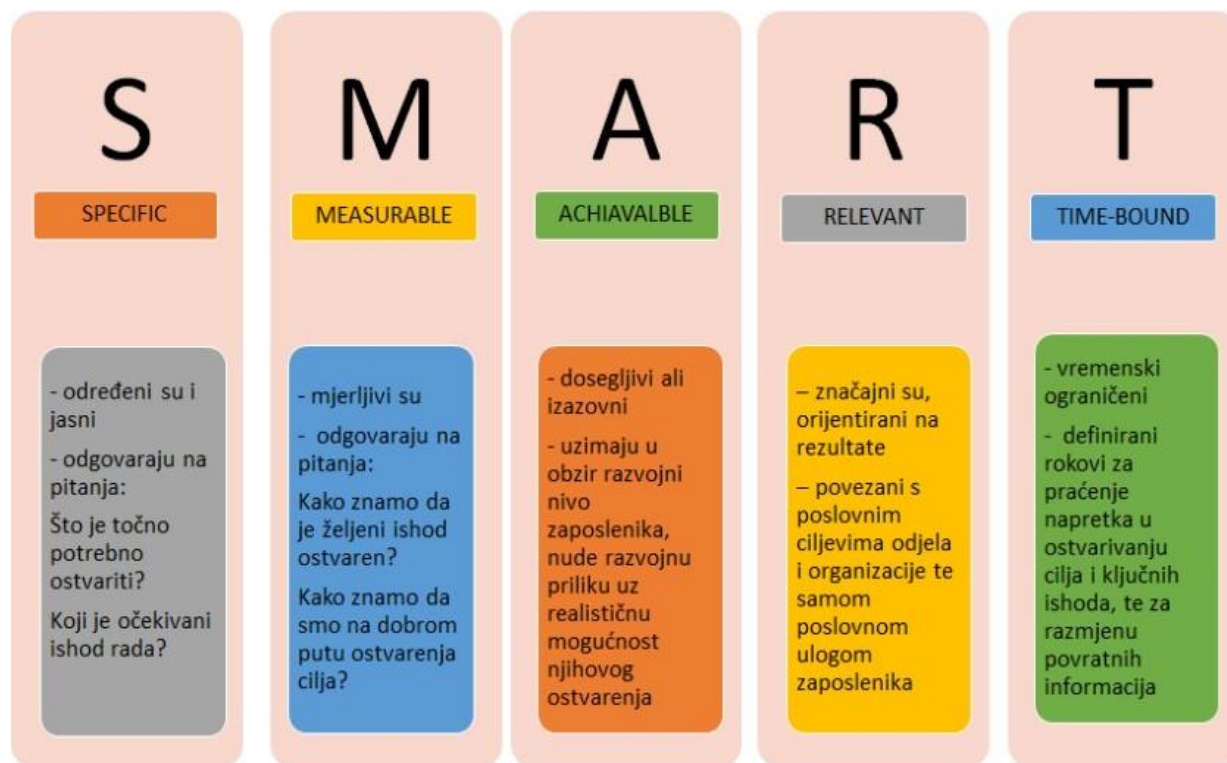 S
SPECIFIC
- određeni su i
jasni
- odgovaraju na
pitanja:
Što je točno
potrebno
ostvariti?
Koji je očekivani
ishod rada?
M
MEASURABLE
- mjerljivi su
- odgovaraju na
pitanja:
Kako znamo da
je željeni ishod
ostvaren?
Kako znamo da
smo na dobrom
putu ostvarenja
cilja?
A
ACHIAVALBLE
- dosegljivi ali
izazovni
- uzimaju u
obzir razvojni
nivo
zaposlenika,
nude razvojnu
priliku uz
realističnu
mogućnost
njihovog
ostvarenja
R
RELEVANT
– značajni su,
orijentirani na
rezultate
– povezani s
poslovnim
ciljevima odjela
i organizacije te
samom
poslovnom
ulogom
zaposlenika
T
TIME-BOUND
- vremenski
ograničeni
- definirani
rokovi za
praćenje
napretka u
ostvarivanju
cilja i ključnih
ishoda, te za
razmjenu
povratnih
informacija